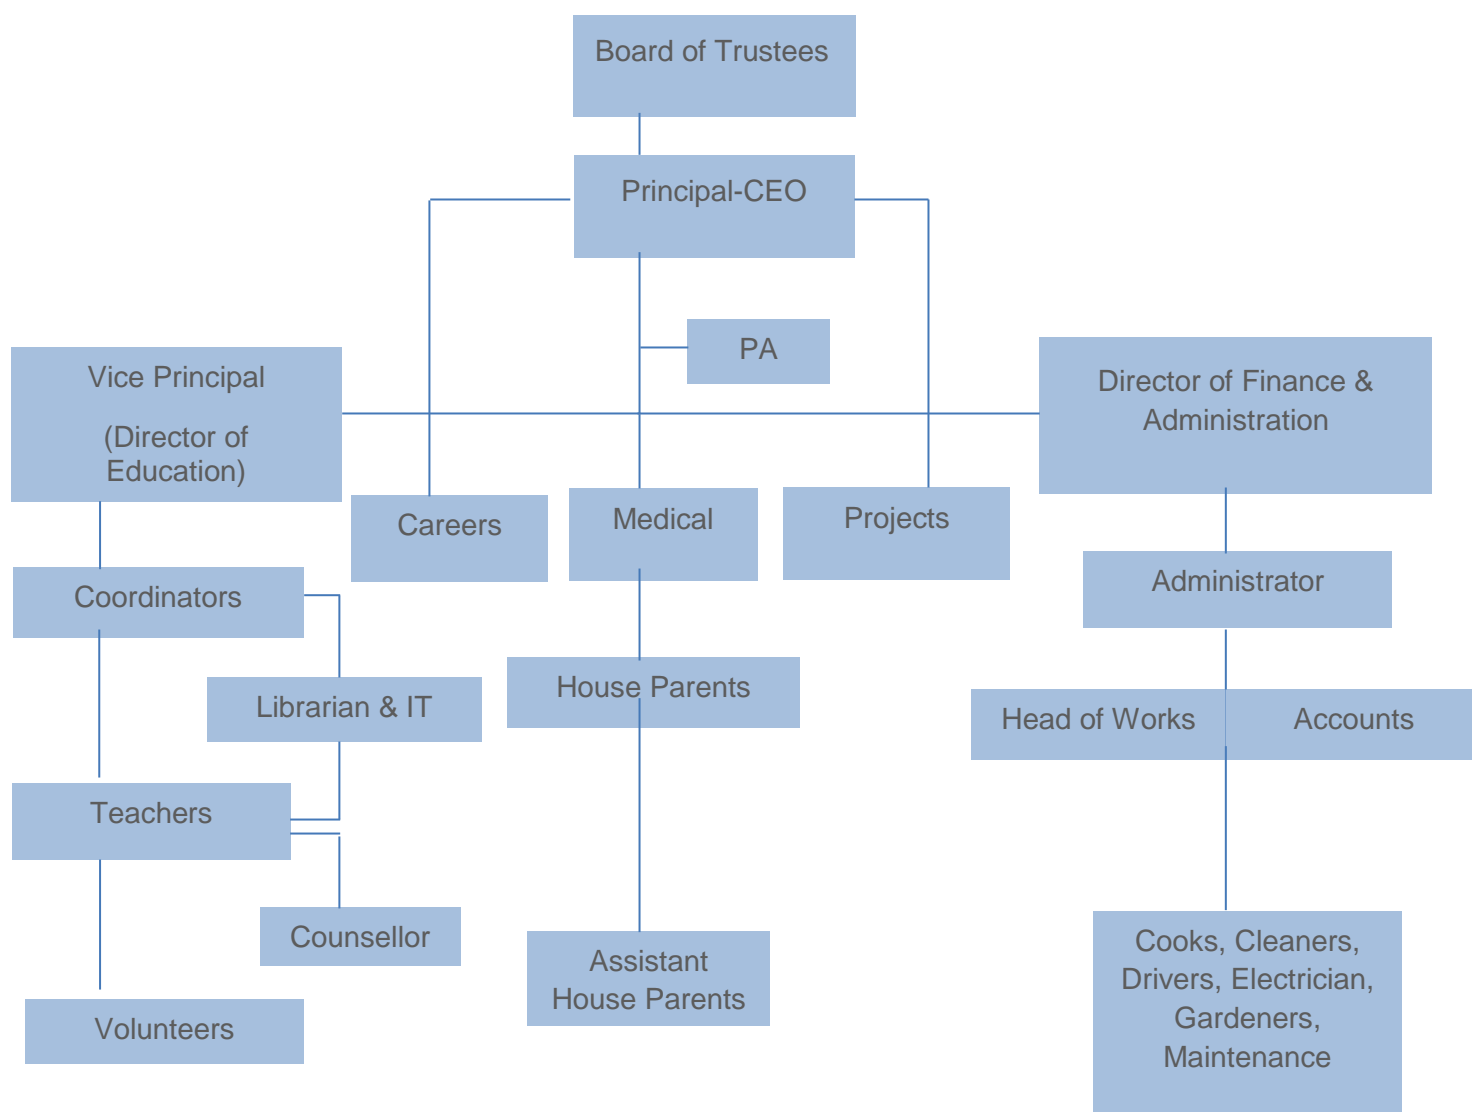 Board of Trustees
Principal-CEO
PA
Vice Principal
(Director of
Education)
Director of Finance &
Administration
Careers
Medical
Projects
Coordinators
Administrator
Librarian & IT
House Parents
Head of Works
Accounts
Teachers
Counsellor
Assistant
House Parents
Cooks, Cleaners,
Drivers, Electrician,
Gardeners,
Maintenance
Volunteers